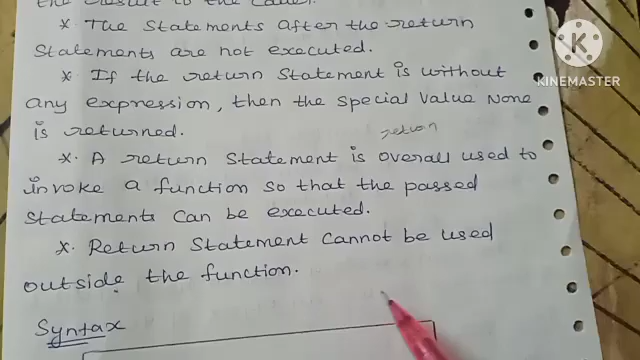 the result to the caller.
* The Statements after the return
Statements are not executed.
* If the return Statement is without
any expression, then the special value None
is returned.
return
* A return Statement is overall used to
invoke a function so that the passed
Statements can be executed.
* Return Statement cannot be used
outside the function.
Syntax
KINEMASTER